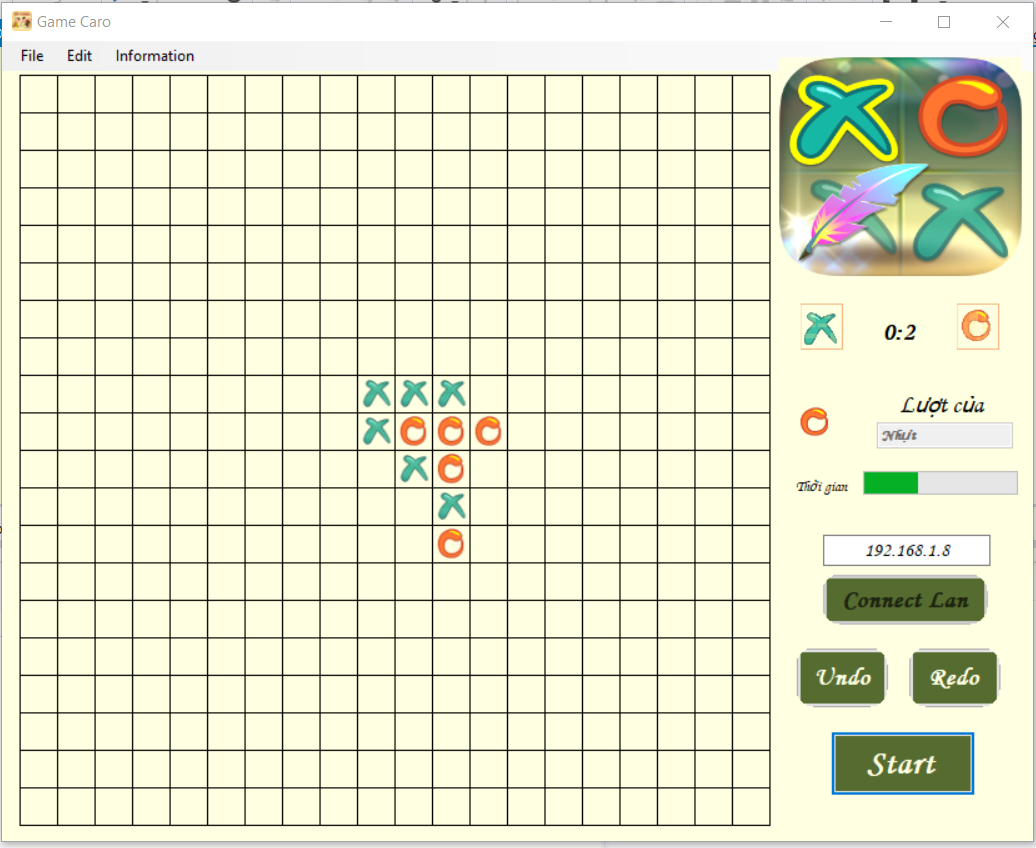 Game Caro
File Edit Information
0:2
Lượt của
Nhựt
Thời gian
192.168.1.8
Connect Lan
Undo Redo
Start